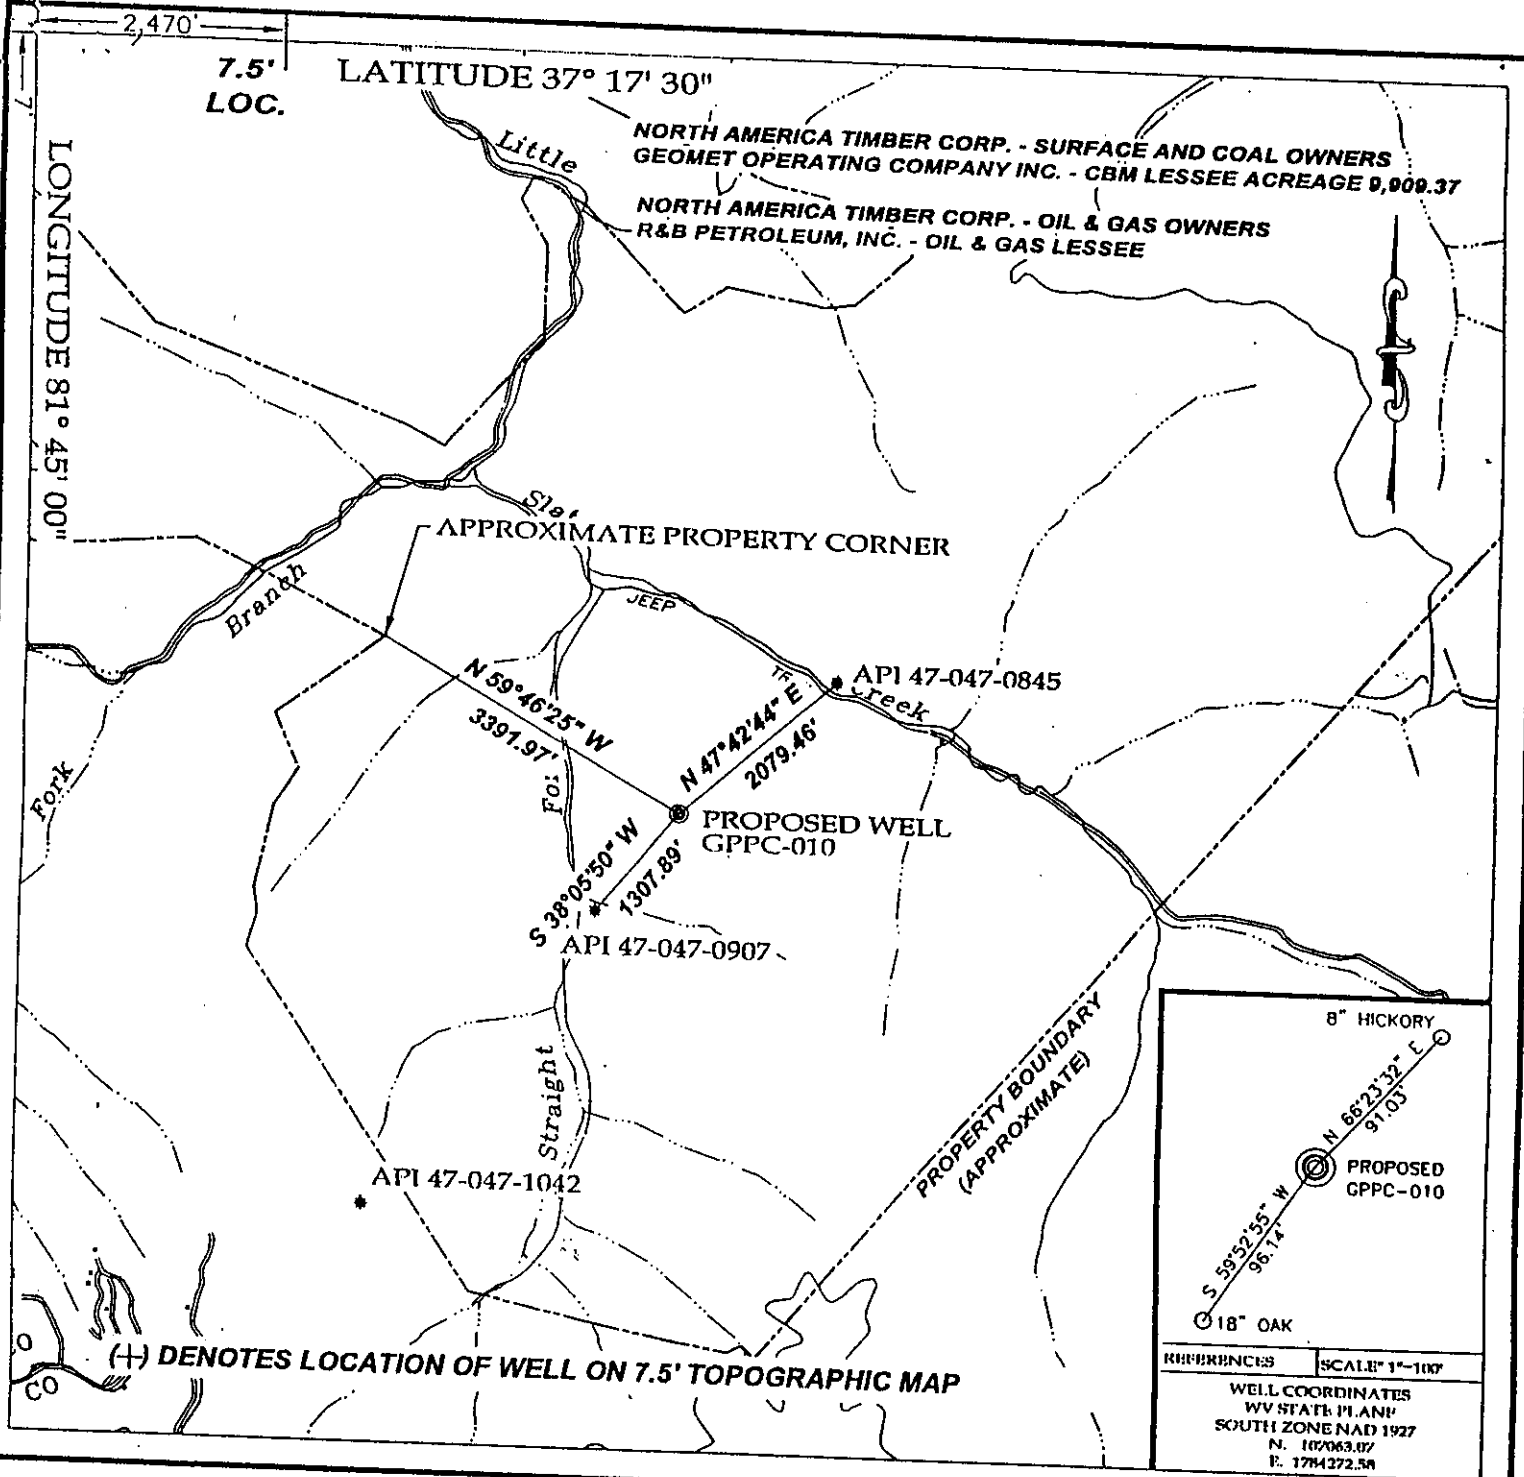 2,470'
7.5'
LOC.
LATITUDE 37° 17' 30"
LONGITUDE 81° 45' 00"
Little
NORTH AMERICA TIMBER CORP. - SURFACE AND COAL OWNERS
GEOMET OPERATING COMPANY INC. - CBM LESSEE ACREAGE 9,909.37
NORTH AMERICA TIMBER CORP. - OIL & GAS OWNERS
R&B PETROLEUM, INC. - OIL & GAS LESSEE
APPROXIMATE PROPERTY CORNER
Branch
JEEP
Creek
Fork
API 47-047-0845
N 59°46'25" W
3391.97'
N 47°42'44" E
2079.46'
PROPOSED WELL
GPPC-010
S 38°05'50" W
1307.89'
API 47-047-0907
Straight
API 47-047-1042
PROPERTY BOUNDARY
(APPROXIMATE)
CO
(+) DENOTES LOCATION OF WELL ON 7.5' TOPOGRAPHIC MAP
8" HICKORY
N 66°23'32" E
91.03'
PROPOSED
GPPC-010
S 59°52'55" W
96.14'
18" OAK
REFERENCES
SCALE" 1"=100'
WELL COORDINATES
WV STATE PLANE
SOUTH ZONE NAD 1927
N. 107063.07
E. 1784272.58